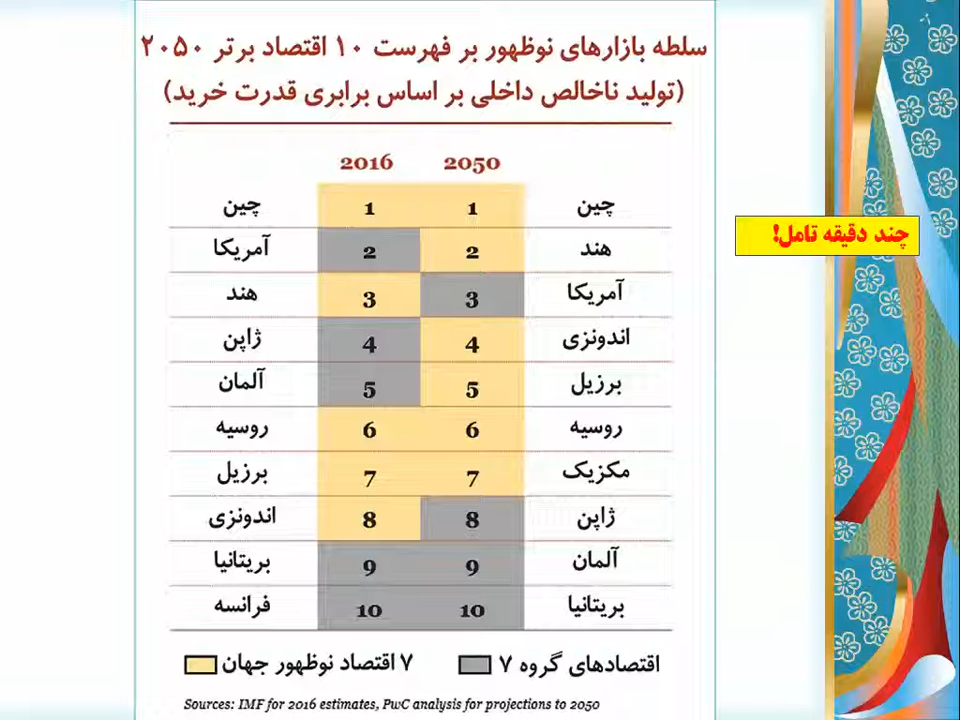 سلطه بازارهای نوظهور بر فهرست ۱۰ اقتصاد برتر ۲۰۵۰
(تولید ناخالص داخلی بر اساس برابری قدرت خرید)
2016 2050
چین 1 1 چین
آمریکا 2 2 هند
هند 3 3 آمریکا
ژاپن 4 4 اندونزی
آلمان 5 5 برزیل
روسیه 6 6 روسیه
برزیل 7 7 مکزیک
اندونزی 8 8 ژاپن
بریتانیا 9 9 آلمان
فرانسه 10 10 بریتانیا
اقتصادهای گروه ۷
۷ اقتصاد نوظهور جهان
Sources: IMF for 2016 estimates, PwC analysis for projections to 2050
چند دقیقه تامل!